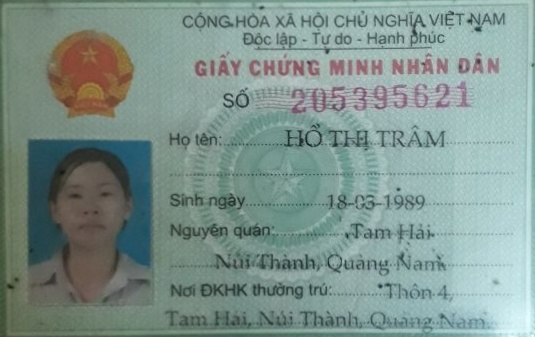 CỘNG HÒA XÃ HỘI CHỦ NGHĨA VIỆT NAM
Độc lập - Tự do - Hạnh phúc
GIẤY CHỨNG MINH NHÂN DÂN
SỐ 205395621
Họ tên: HỒ THỊ TRÂM
Sinh ngày 18-03-1989
Nguyên quán: Tam Hải
Núi Thành, Quảng Nam
Nơi ĐKHK thường trú: Thôn 4,
Tam Hải, Núi Thành, Quảng Nam